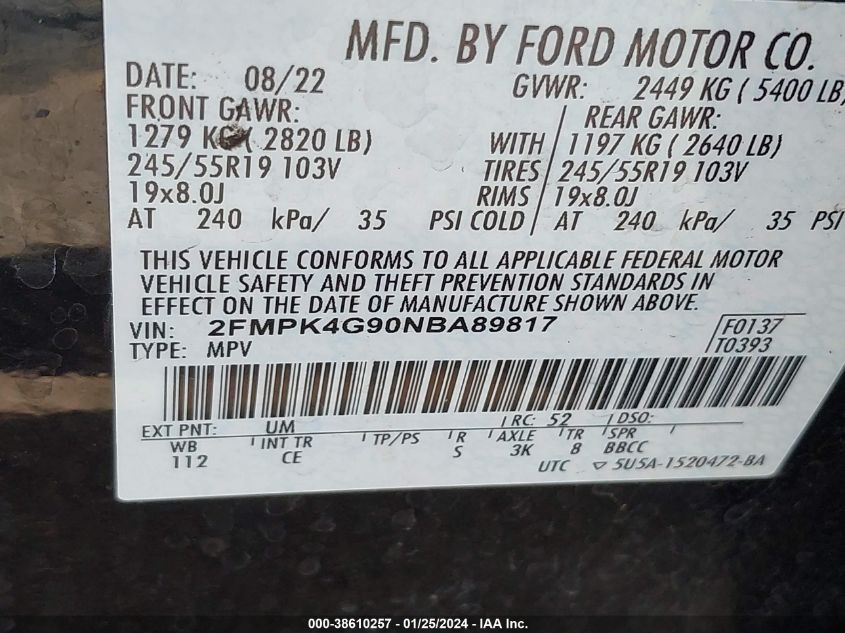 MFD. BY FORD MOTOR CO.
DATE: 08/22 GVWR: 2449 KG ( 5400 LB)
FRONT GAWR: REAR GAWR:
1279 KG ( 2820 LB) WITH 1197 KG ( 2640 LB)
245/55R19 103V TIRES 245/55R19 103V
19x8.0J RIMS 19x8.0J
AT 240 kPa/ 35 PSI COLD AT 240 kPa/ 35 PSI
THIS VEHICLE CONFORMS TO ALL APPLICABLE FEDERAL MOTOR
VEHICLE SAFETY AND THEFT PREVENTION STANDARDS IN
EFFECT ON THE DATE OF MANUFACTURE SHOWN ABOVE.
VIN: 2FMPK4G90NBA89817 F0137
TYPE: MPV T0393
EXT PNT: UM RC: 52 DSO:
WB INT TR TP/PS R AXLE TR SPR
112 CE S 3K 8 BBCC
UTC ▽ 5U5A-1520472-BA
000-38610257 - 01/25/2024 - IAA Inc.